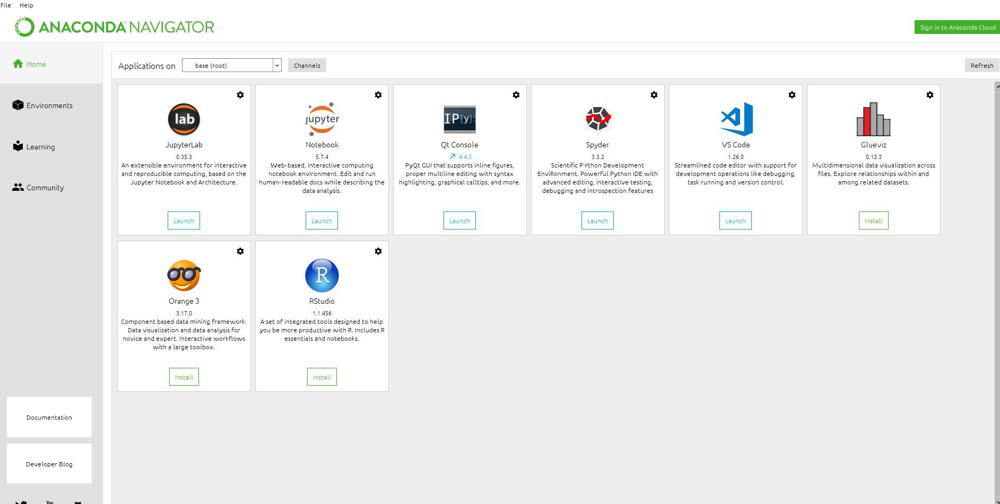 File Help
ANACONDA NAVIGATOR
Sign in to Anaconda Cloud
Home
Environments
Learning
Community
Documentation
Developer Blog
You
Applications on base (root) Channels Refresh
lab
JupyterLab
0.35.3
An extensible environment for interactive
and reproducible computing, based on the
Jupyter Notebook and Architecture.
Launch
jupyter
Notebook
5.7.4
Web-based, interactive computing
notebook environment. Edit and run
human-readable docs while describing the
data analysis.
Launch
IP[y]:
Qt Console
4.4.3
PyQt GUI that supports inline figures,
proper multiline editing with syntax
highlighting, graphical calltips, and more.
Launch
Spyder
3.3.2
Scientific PYthon Development
EnviRonment. Powerful Python IDE with
advanced editing, interactive testing,
debugging and introspection features
Launch
VS Code
1.26.0
Streamlined code editor with support for
development operations like debugging,
task running and version control.
Launch
Glueviz
0.13.3
Multidimensional data visualization across
files. Explore relationships within and
among related datasets.
Install
Orange 3
3.17.0
Component based data mining framework.
Data visualization and data analysis for
novice and expert. Interactive workflows
with a large toolbox.
Install
R
RStudio
1.1.456
A set of integrated tools designed to help
you be more productive with R. Includes R
essentials and notebooks.
Install